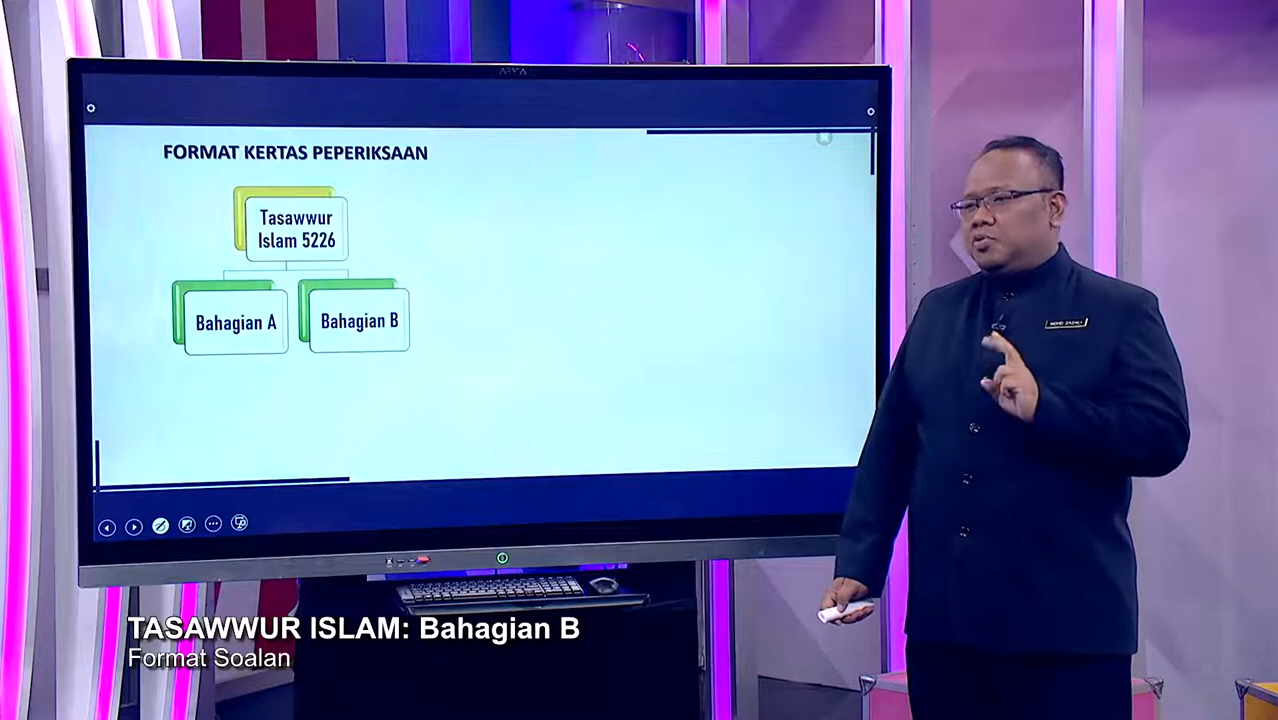 FORMAT KERTAS PEPERIKSAAN
Tasawwur
Islam 5226
Bahagian A
Bahagian B
TASAWWUR ISLAM: Bahagian B
Format Soalan